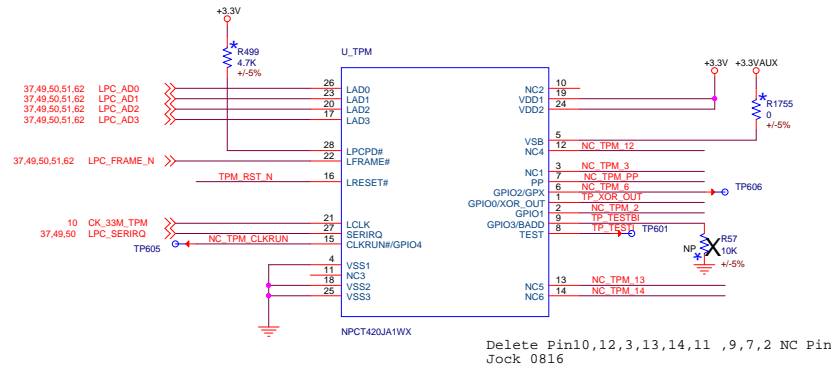 +3.3V
U_TPM
R499
4.7K
+/-5%
+3.3V
+3.3VAUX
R1755
0
+/-5%
37,49,50,51,62 LPC_AD0 26 LAD0
37,49,50,51,62 LPC_AD1 23 LAD1
37,49,50,51,62 LPC_AD2 20 LAD2
37,49,50,51,62 LPC_AD3 17 LAD3
28 LPCPD#
37,49,50,51,62 LPC_FRAME_N 22 LFRAME#
TPM_RST_N 16 LRESET#
10 CK_33M_TPM 21 LCLK
37,49,50 LPC_SERIRQ 27 SERIRQ
TP605 NC_TPM_CLKRUN 15 CLKRUN#/GPIO4
4 VSS1
11 NC3
18 VSS2
25 VSS3
NC2 10
VDD1 19
VDD2 24
VSB 5
NC4 12 NC_TPM_12
NC1 3 NC_TPM_3
PP 7 NC_TPM_PP
GPIO2/GPX 6 NC_TPM_6 TP606
GPIO0/XOR_OUT 1 TP_XOR_OUT
GPIO1 2 NC_TPM_2
GPIO3/BADD 9 TP_TESTBI
TEST 8 TP_TESTI TP601
NP R57
10K
+/-5%
NC5 13 NC_TPM_13
NC6 14 NC_TPM_14
NPCT420JA1WX
Delete Pin10,12,3,13,14,11 ,9,7,2 NC Pin
Jock 0816